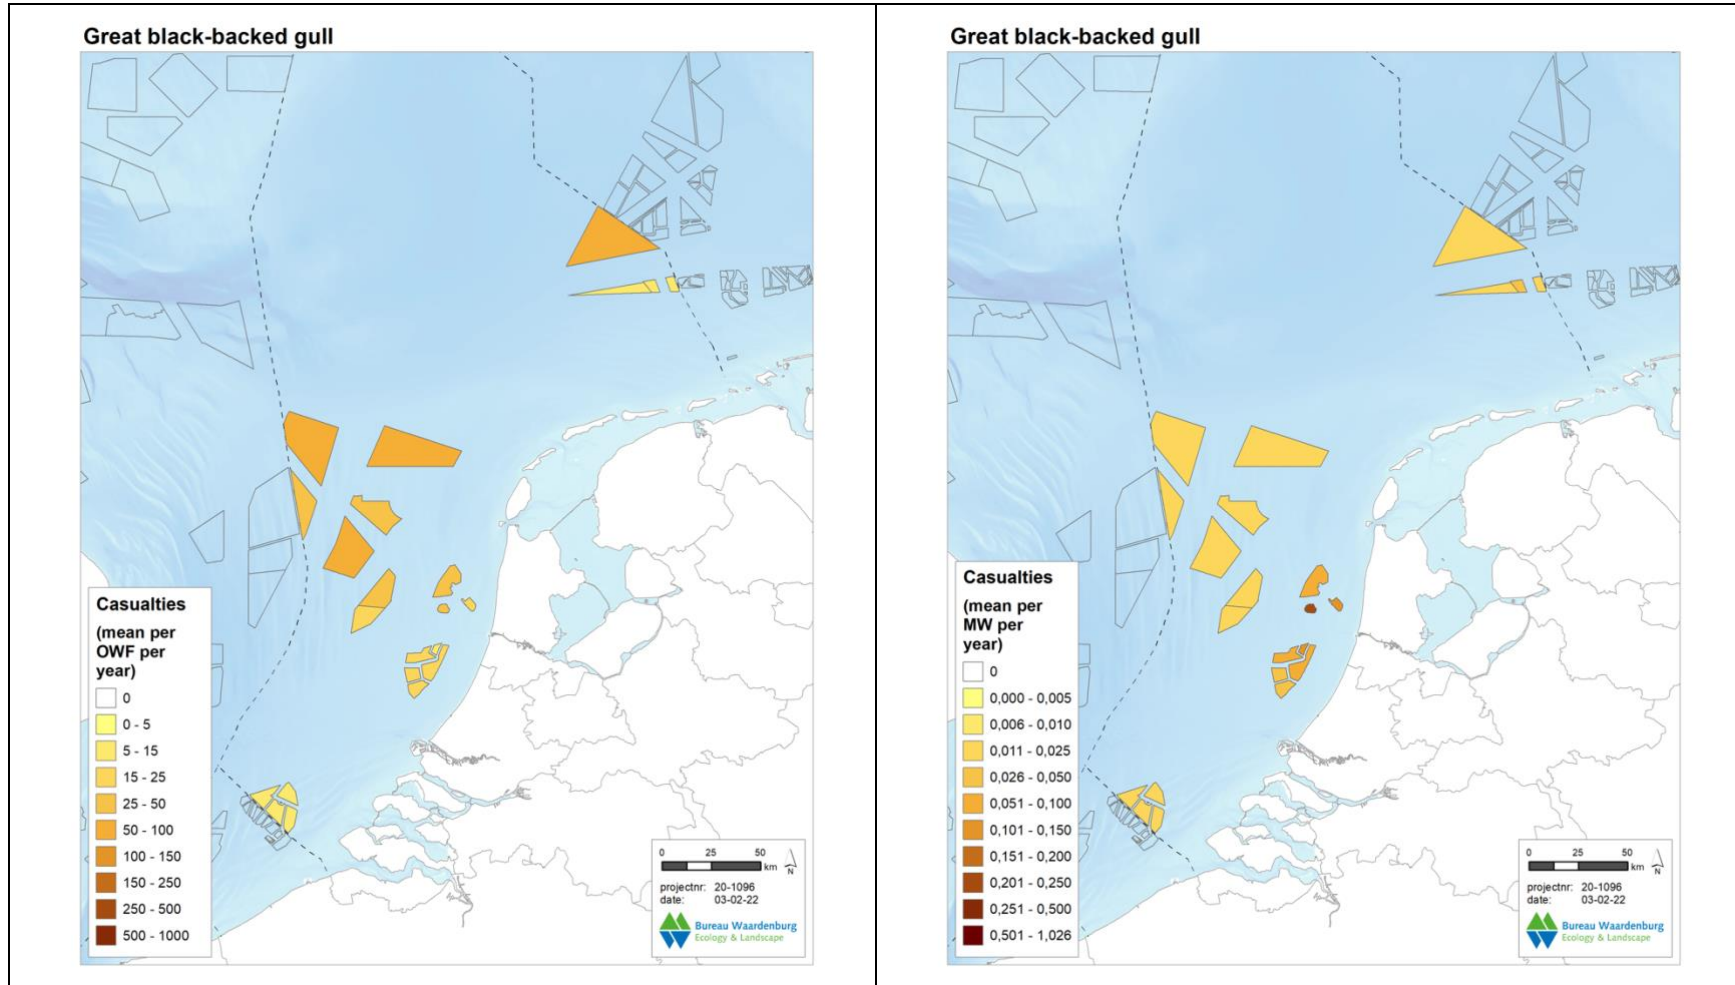 Great black-backed gull
Casualties
(mean per
OWF per
year)
0
0 - 5
5 - 15
15 - 25
25 - 50
50 - 100
100 - 150
150 - 250
250 - 500
500 - 1000
0 25 50
km
N
projectnr: 20-1096
date: 03-02-22
Bureau Waardenburg
Ecology & Landscape
Great black-backed gull
Casualties
(mean per
MW per
year)
0
0,000 - 0,005
0,006 - 0,010
0,011 - 0,025
0,026 - 0,050
0,051 - 0,100
0,101 - 0,150
0,151 - 0,200
0,201 - 0,250
0,251 - 0,500
0,501 - 1,026
0 25 50
km
N
projectnr: 20-1096
date: 03-02-22
Bureau Waardenburg
Ecology & Landscape